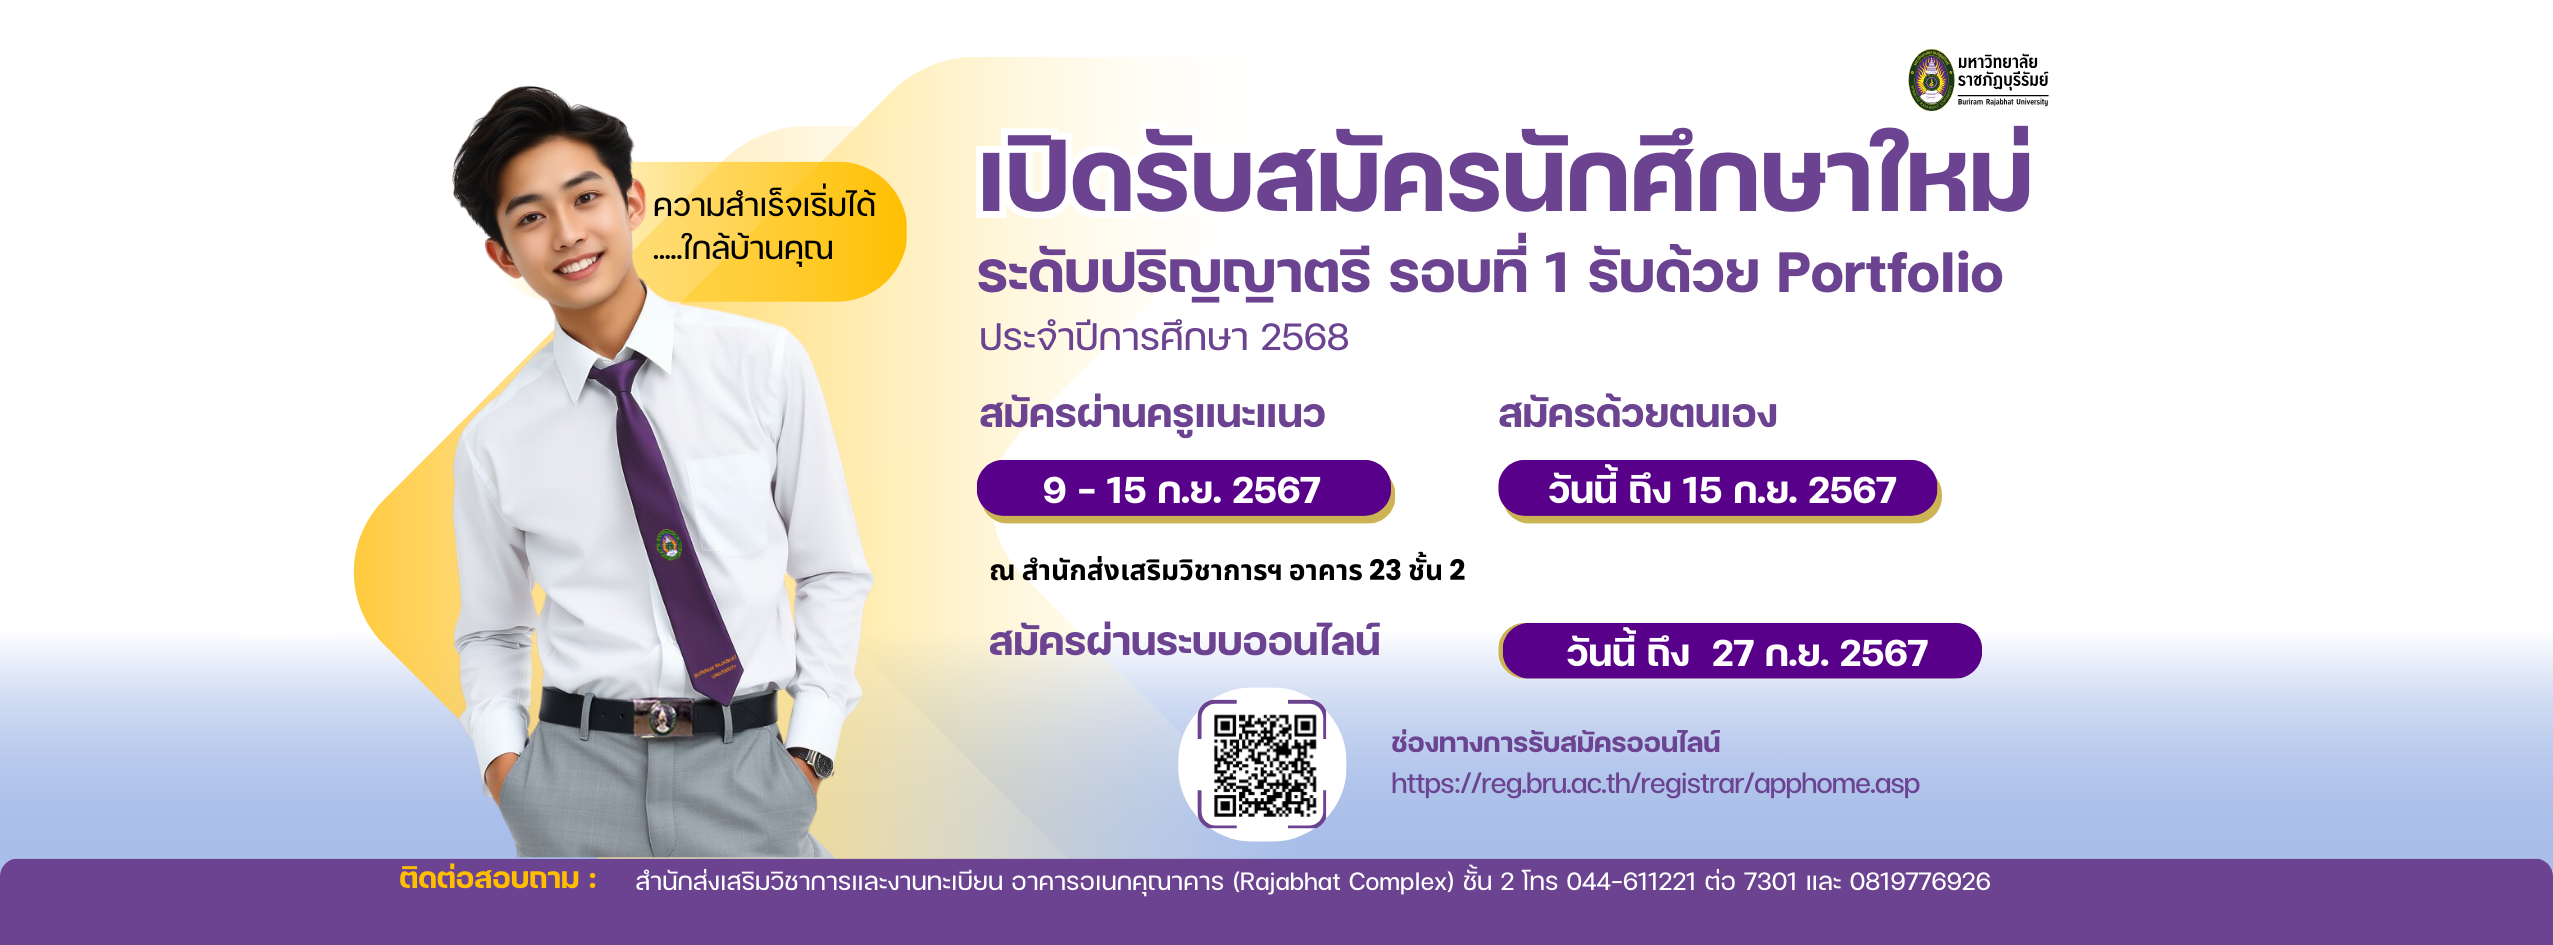 มหาวิทยาลัย
ราชภัฏบุรีรัมย์
Buriram Rajabhat University
ความสำเร็จเริ่มได้
.....ใกล้บ้านคุณ
เปิดรับสมัครนักศึกษาใหม่
ระดับปริญญาตรี รอบที่ 1 รับด้วย Portfolio
ประจำปีการศึกษา 2568
สมัครผ่านครูแนะแนว
9 - 15 ก.ย. 2567
สมัครด้วยตนเอง
วันนี้ ถึง 15 ก.ย. 2567
ณ สำนักส่งเสริมวิชาการฯ อาคาร 23 ชั้น 2
สมัครผ่านระบบออนไลน์
วันนี้ ถึง 27 ก.ย. 2567
ช่องทางการรับสมัครออนไลน์
https://reg.bru.ac.th/registrar/apphome.asp
BURIRAM RAJABHAT
UNIVERSITY
ติดต่อสอบถาม : สำนักส่งเสริมวิชาการและงานทะเบียน อาคารอเนกคุณาคาร (Rajabhat Complex) ชั้น 2 โทร 044-611221 ต่อ 7301 และ 0819776926